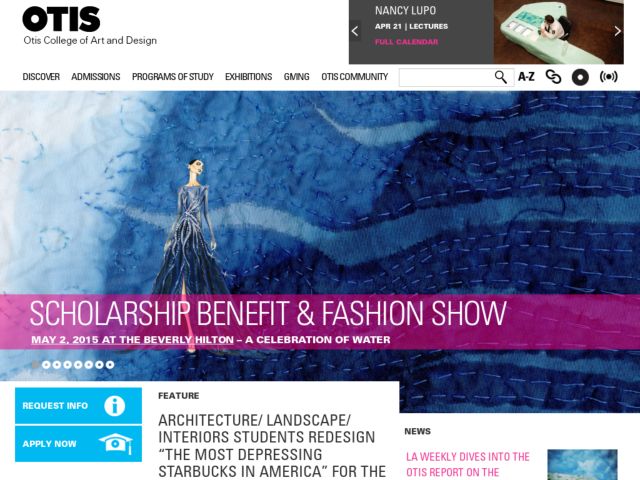 OTIS
Otis College of Art and Design
NANCY LUPO
APR 21 | LECTURES
FULL CALENDAR
DISCOVER ADMISSIONS PROGRAMS OF STUDY EXHIBITIONS GIVING OTIS COMMUNITY A-Z
SCHOLARSHIP BENEFIT & FASHION SHOW
MAY 2, 2015 AT THE BEVERLY HILTON – A CELEBRATION OF WATER
REQUEST INFO
APPLY NOW
FEATURE
ARCHITECTURE/ LANDSCAPE/
INTERIORS STUDENTS REDESIGN
“THE MOST DEPRESSING
STARBUCKS IN AMERICA” FOR THE
NEWS
LA WEEKLY DIVES INTO THE
OTIS REPORT ON THE